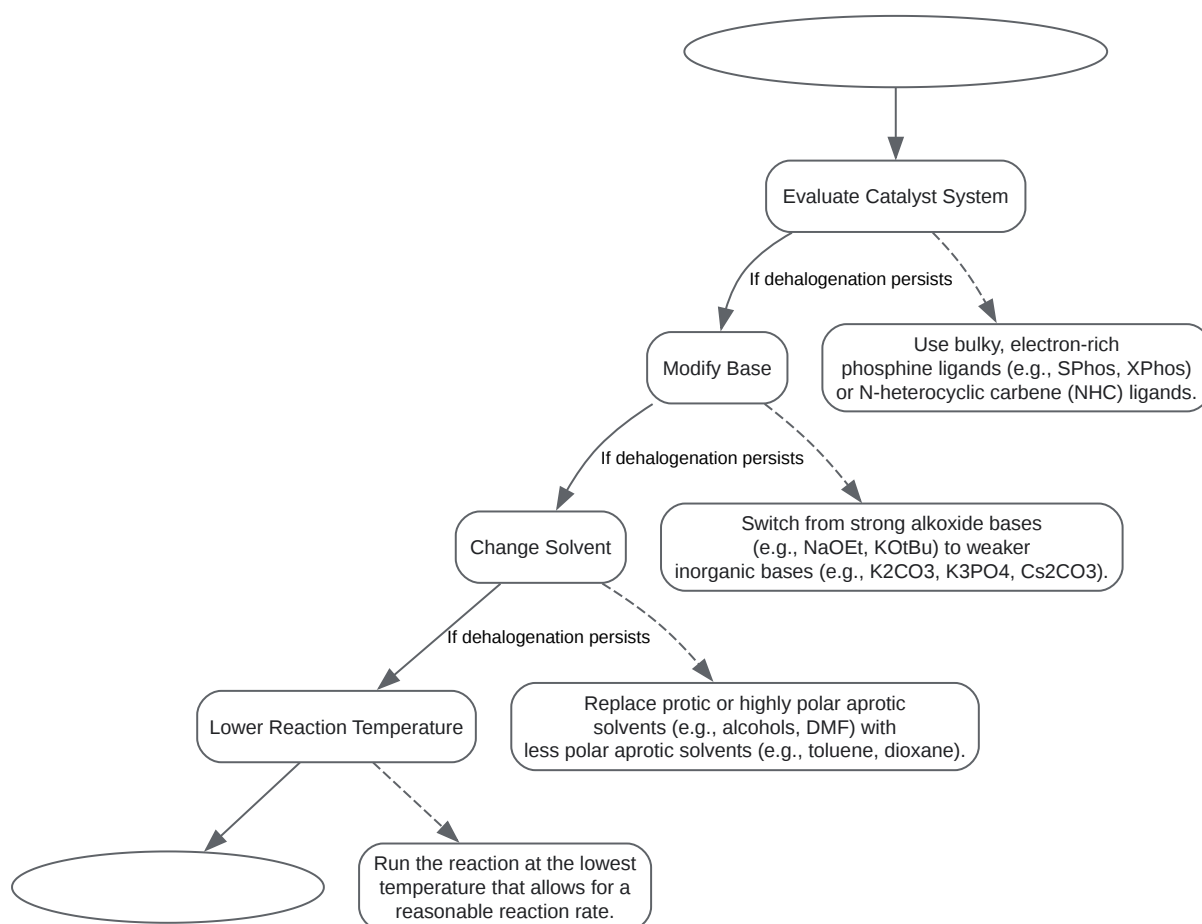 Evaluate Catalyst System
If dehalogenation persists
Use bulky, electron-rich
phosphine ligands (e.g., SPhos, XPhos)
or N-heterocyclic carbene (NHC) ligands.
Modify Base
If dehalogenation persists
Switch from strong alkoxide bases
(e.g., NaOEt, KOtBu) to weaker
inorganic bases (e.g., K2CO3, K3PO4, Cs2CO3).
Change Solvent
If dehalogenation persists
Replace protic or highly polar aprotic
solvents (e.g., alcohols, DMF) with
less polar aprotic solvents (e.g., toluene, dioxane).
Lower Reaction Temperature
Run the reaction at the lowest
temperature that allows for a
reasonable reaction rate.